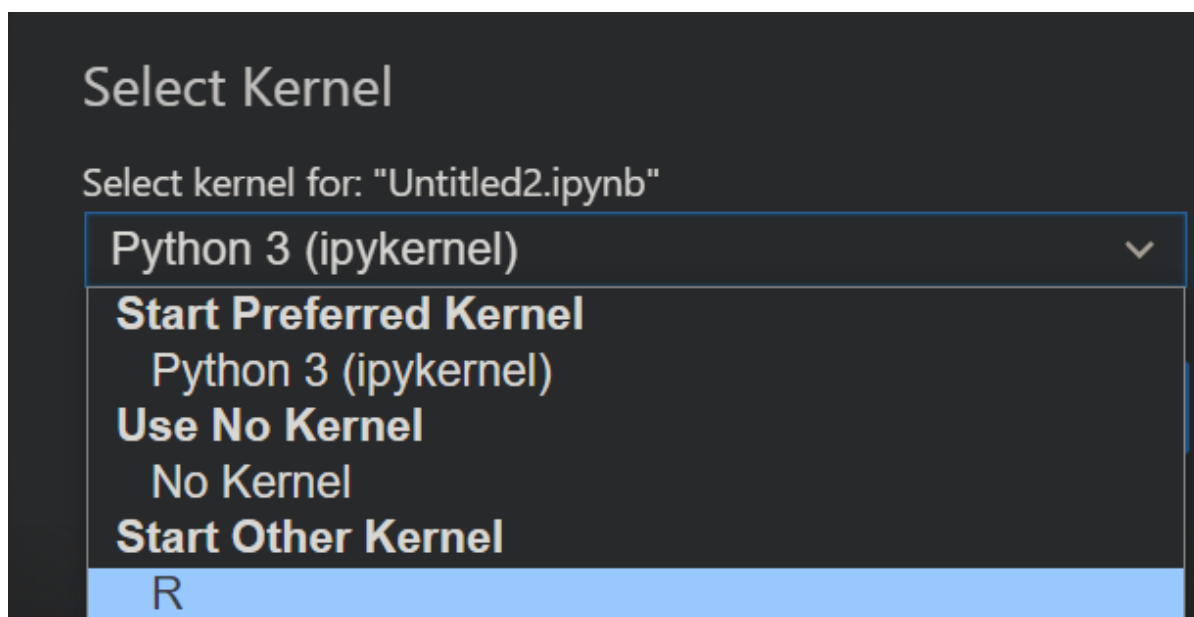 Select Kernel
Select kernel for: "Untitled2.ipynb"
Python 3 (ipykernel)
Start Preferred Kernel
Python 3 (ipykernel)
Use No Kernel
No Kernel
Start Other Kernel
R